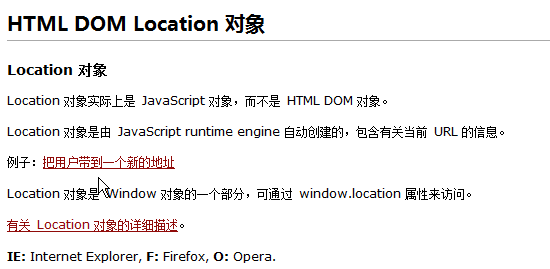 HTML DOM Location 对象
Location 对象
Location 对象实际上是 JavaScript 对象，而不是 HTML DOM 对象。
Location 对象是由 JavaScript runtime engine 自动创建的，包含有关当前 URL 的信息。
例子：把用户带到一个新的地址
Location 对象是 Window 对象的一个部分，可通过 window.location 属性来访问。
有关 Location 对象的详细描述。
IE: Internet Explorer, F: Firefox, O: Opera.